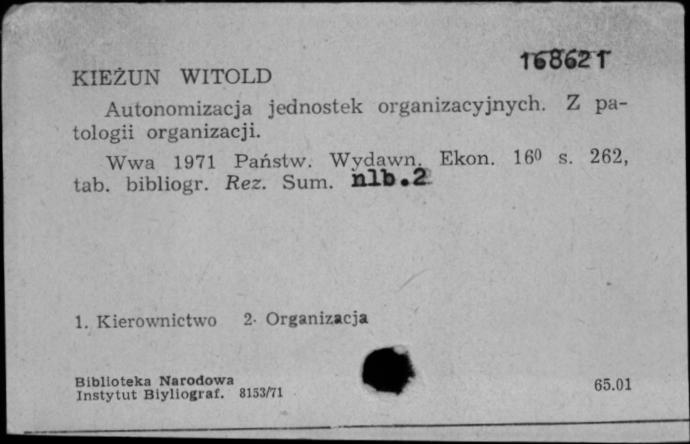 168621
KIEŻUN WITOLD
Autonomizacja jednostek organizacyjnych. Z pa-
tologii organizacji.
Wwa 1971 Państw. Wydawn. Ekon. 16⁰ s. 262,
tab. bibliogr. Rez. Sum. nlb.2
1. Kierownictwo 2. Organizacja
Biblioteka Narodowa
Instytut Biyliograf. 8153/71
65.01